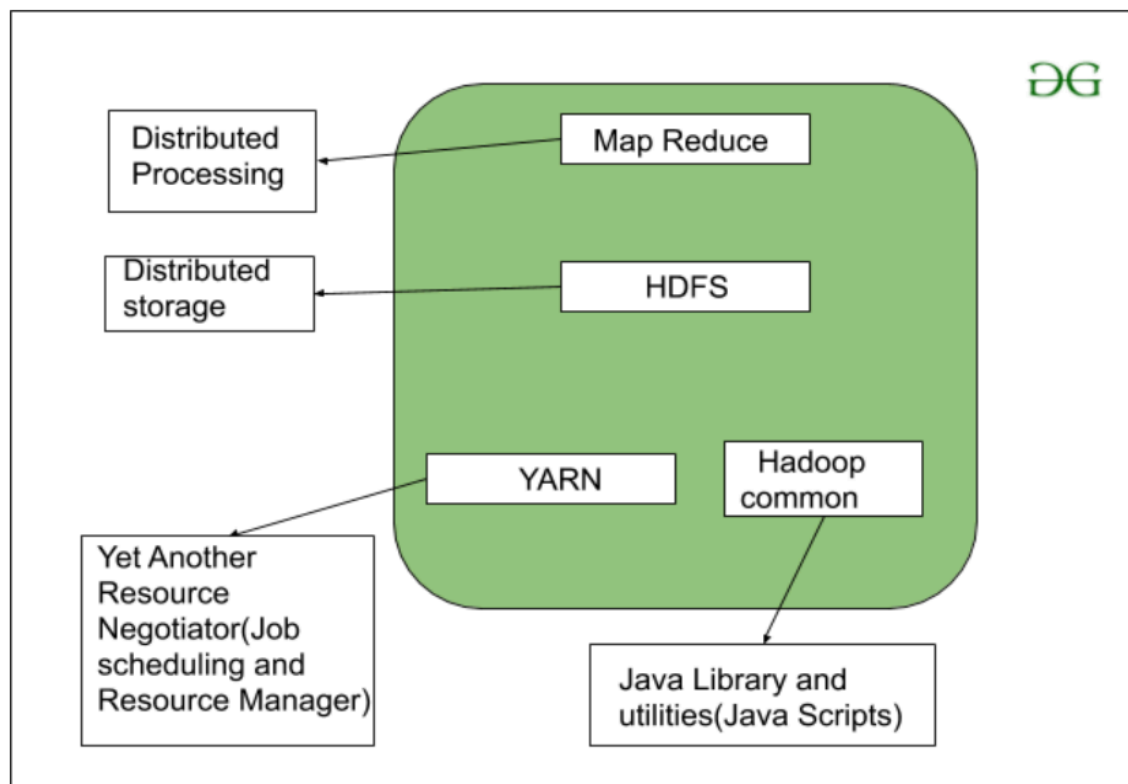 Distributed
Processing
Map Reduce
Distributed
storage
HDFS
YARN
Hadoop
common
Yet Another
Resource
Negotiator(Job
scheduling and
Resource Manager)
Java Library and
utilities(Java Scripts)